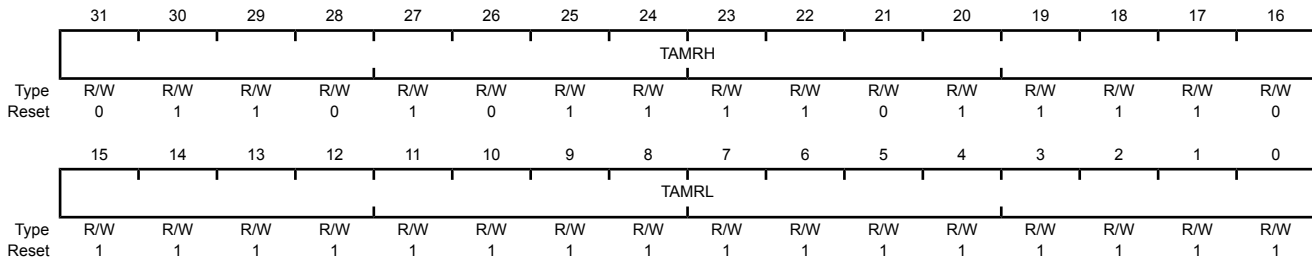 31 30 29 28 27 26 25 24 23 22 21 20 19 18 17 16
TAMRH
Type R/W R/W R/W R/W R/W R/W R/W R/W R/W R/W R/W R/W R/W R/W R/W R/W
Reset 0 1 1 0 1 0 1 1 1 1 0 1 1 1 1 0
15 14 13 12 11 10 9 8 7 6 5 4 3 2 1 0
TAMRL
Type R/W R/W R/W R/W R/W R/W R/W R/W R/W R/W R/W R/W R/W R/W R/W R/W
Reset 1 1 1 1 1 1 1 1 1 1 1 1 1 1 1 1